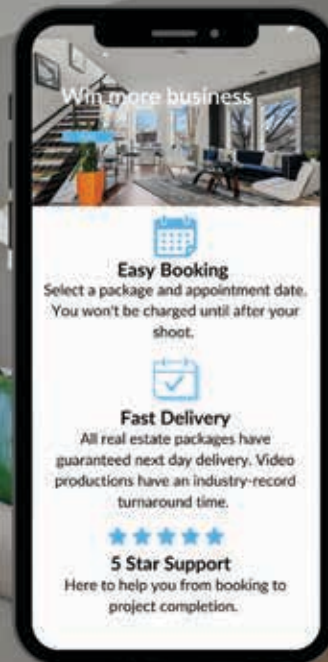 Win more business
Easy Booking
Select a package and appointment date.
You won't be charged until after your
shoot.
Fast Delivery
All real estate packages have
guaranteed next day delivery. Video
productions have an industry-record
turnaround time.
5 Star Support
Here to help you from booking to
project completion.